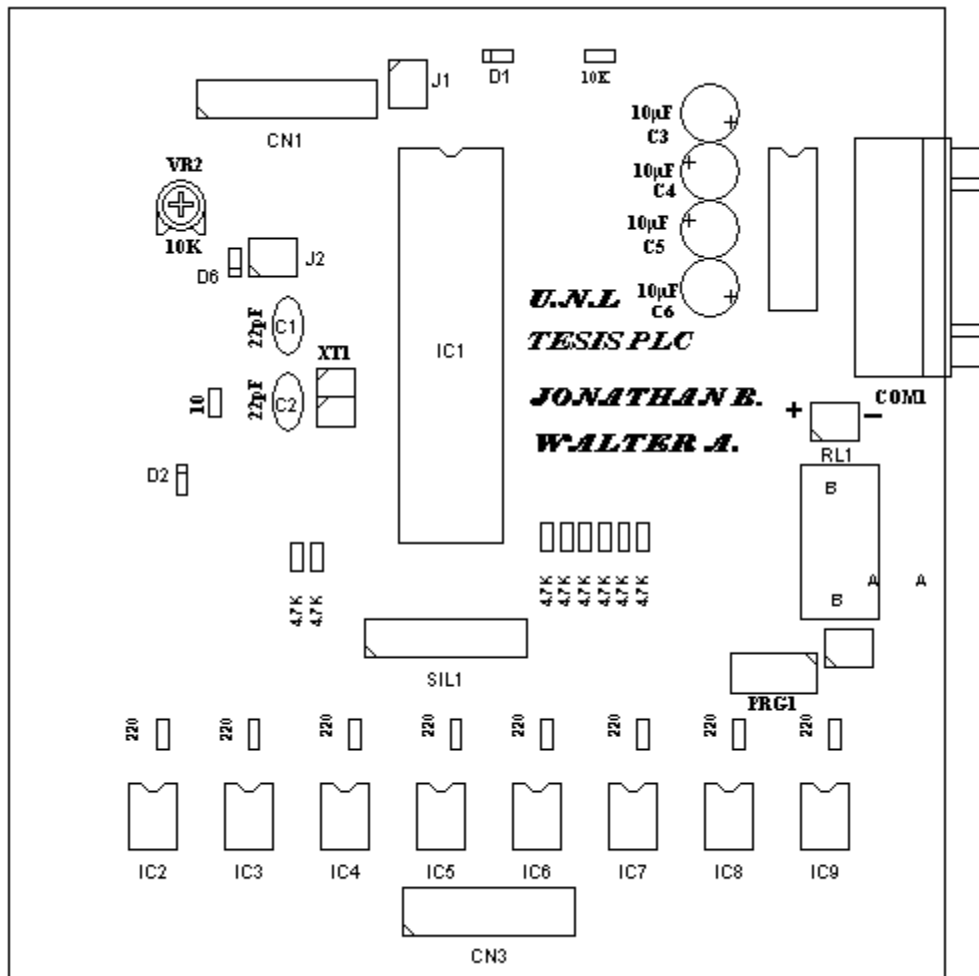 J1
D1
10K
CN1
10µF
C3
10µF
C4
10µF
C5
10µF
C6
VR2
10K
D6
J2
22pF
C1
XT1
22pF
C2
10
IC1
U.N.L
TESIS PLC
JONATHAN B.
WALTER A.
COM1
+ −
RL1
B
A A
B
D2
4.7K 4.7K
4.7K 4.7K 4.7K 4.7K 4.7K 4.7K
SIL1
PRG1
220 220 220 220 220 220 220 220
IC2 IC3 IC4 IC5 IC6 IC7 IC8 IC9
CN3